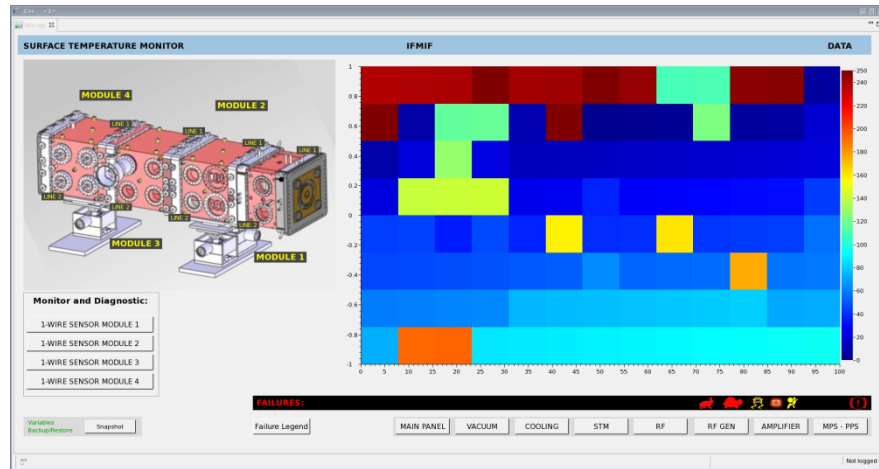 SURFACE TEMPERATURE MONITOR IFMIF DATA
MODULE 4
MODULE 2
LINE 1
LINE 1
LINE 1
LINE 1
LINE 2
LINE 2
LINE 2
LINE 2
MODULE 3
MODULE 1
1
0.8
0.6
0.4
0.2
0
-0.2
-0.4
-0.6
-0.8
-1
0 5 10 15 20 25 30 35 40 45 50 55 60 65 70 75 80 85 90 95 100
250
240
220
200
180
160
140
120
100
80
60
40
20
0
Monitor and Diagnostic:
1-WIRE SENSOR MODULE 1
1-WIRE SENSOR MODULE 2
1-WIRE SENSOR MODULE 3
1-WIRE SENSOR MODULE 4
FAILURES:
Variables
Backup/Restore
Snapshot
Failure Legend
MAIN PANEL VACUUM COOLING STM RF RF GEN AMPLIFIER MPS - PPS
Not logged